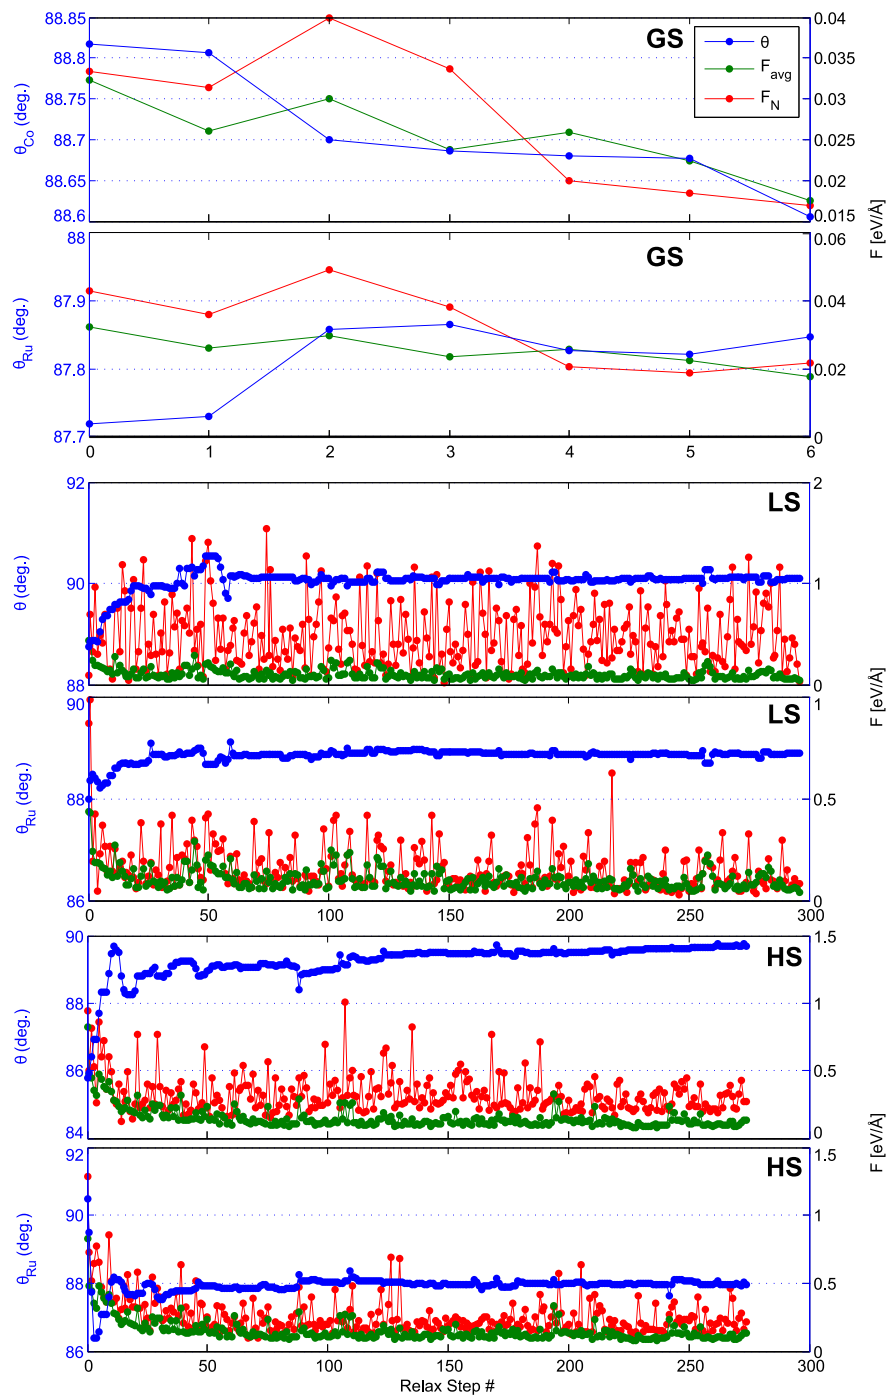 88.85
88.8
88.75
88.7
88.65
88.6
θCo (deg.)
GS
θ
Favg
FN
0.04
0.035
0.03
0.025
0.02
0.015
F [eV/Å]
88
87.9
87.8
87.7
θRu (deg.)
GS
0.06
0.04
0.02
0
0 1 2 3 4 5 6
92
90
88
θ (deg.)
LS
2
1
0
F [eV/Å]
90
88
86
θRu (deg.)
LS
1
0.5
0
0 50 100 150 200 250 300
90
88
86
84
θ (deg.)
HS
1.5
1
0.5
0
F [eV/Å]
92
90
88
86
θRu (deg.)
HS
1.5
1
0.5
0
0 50 100 150 200 250 300
Relax Step #